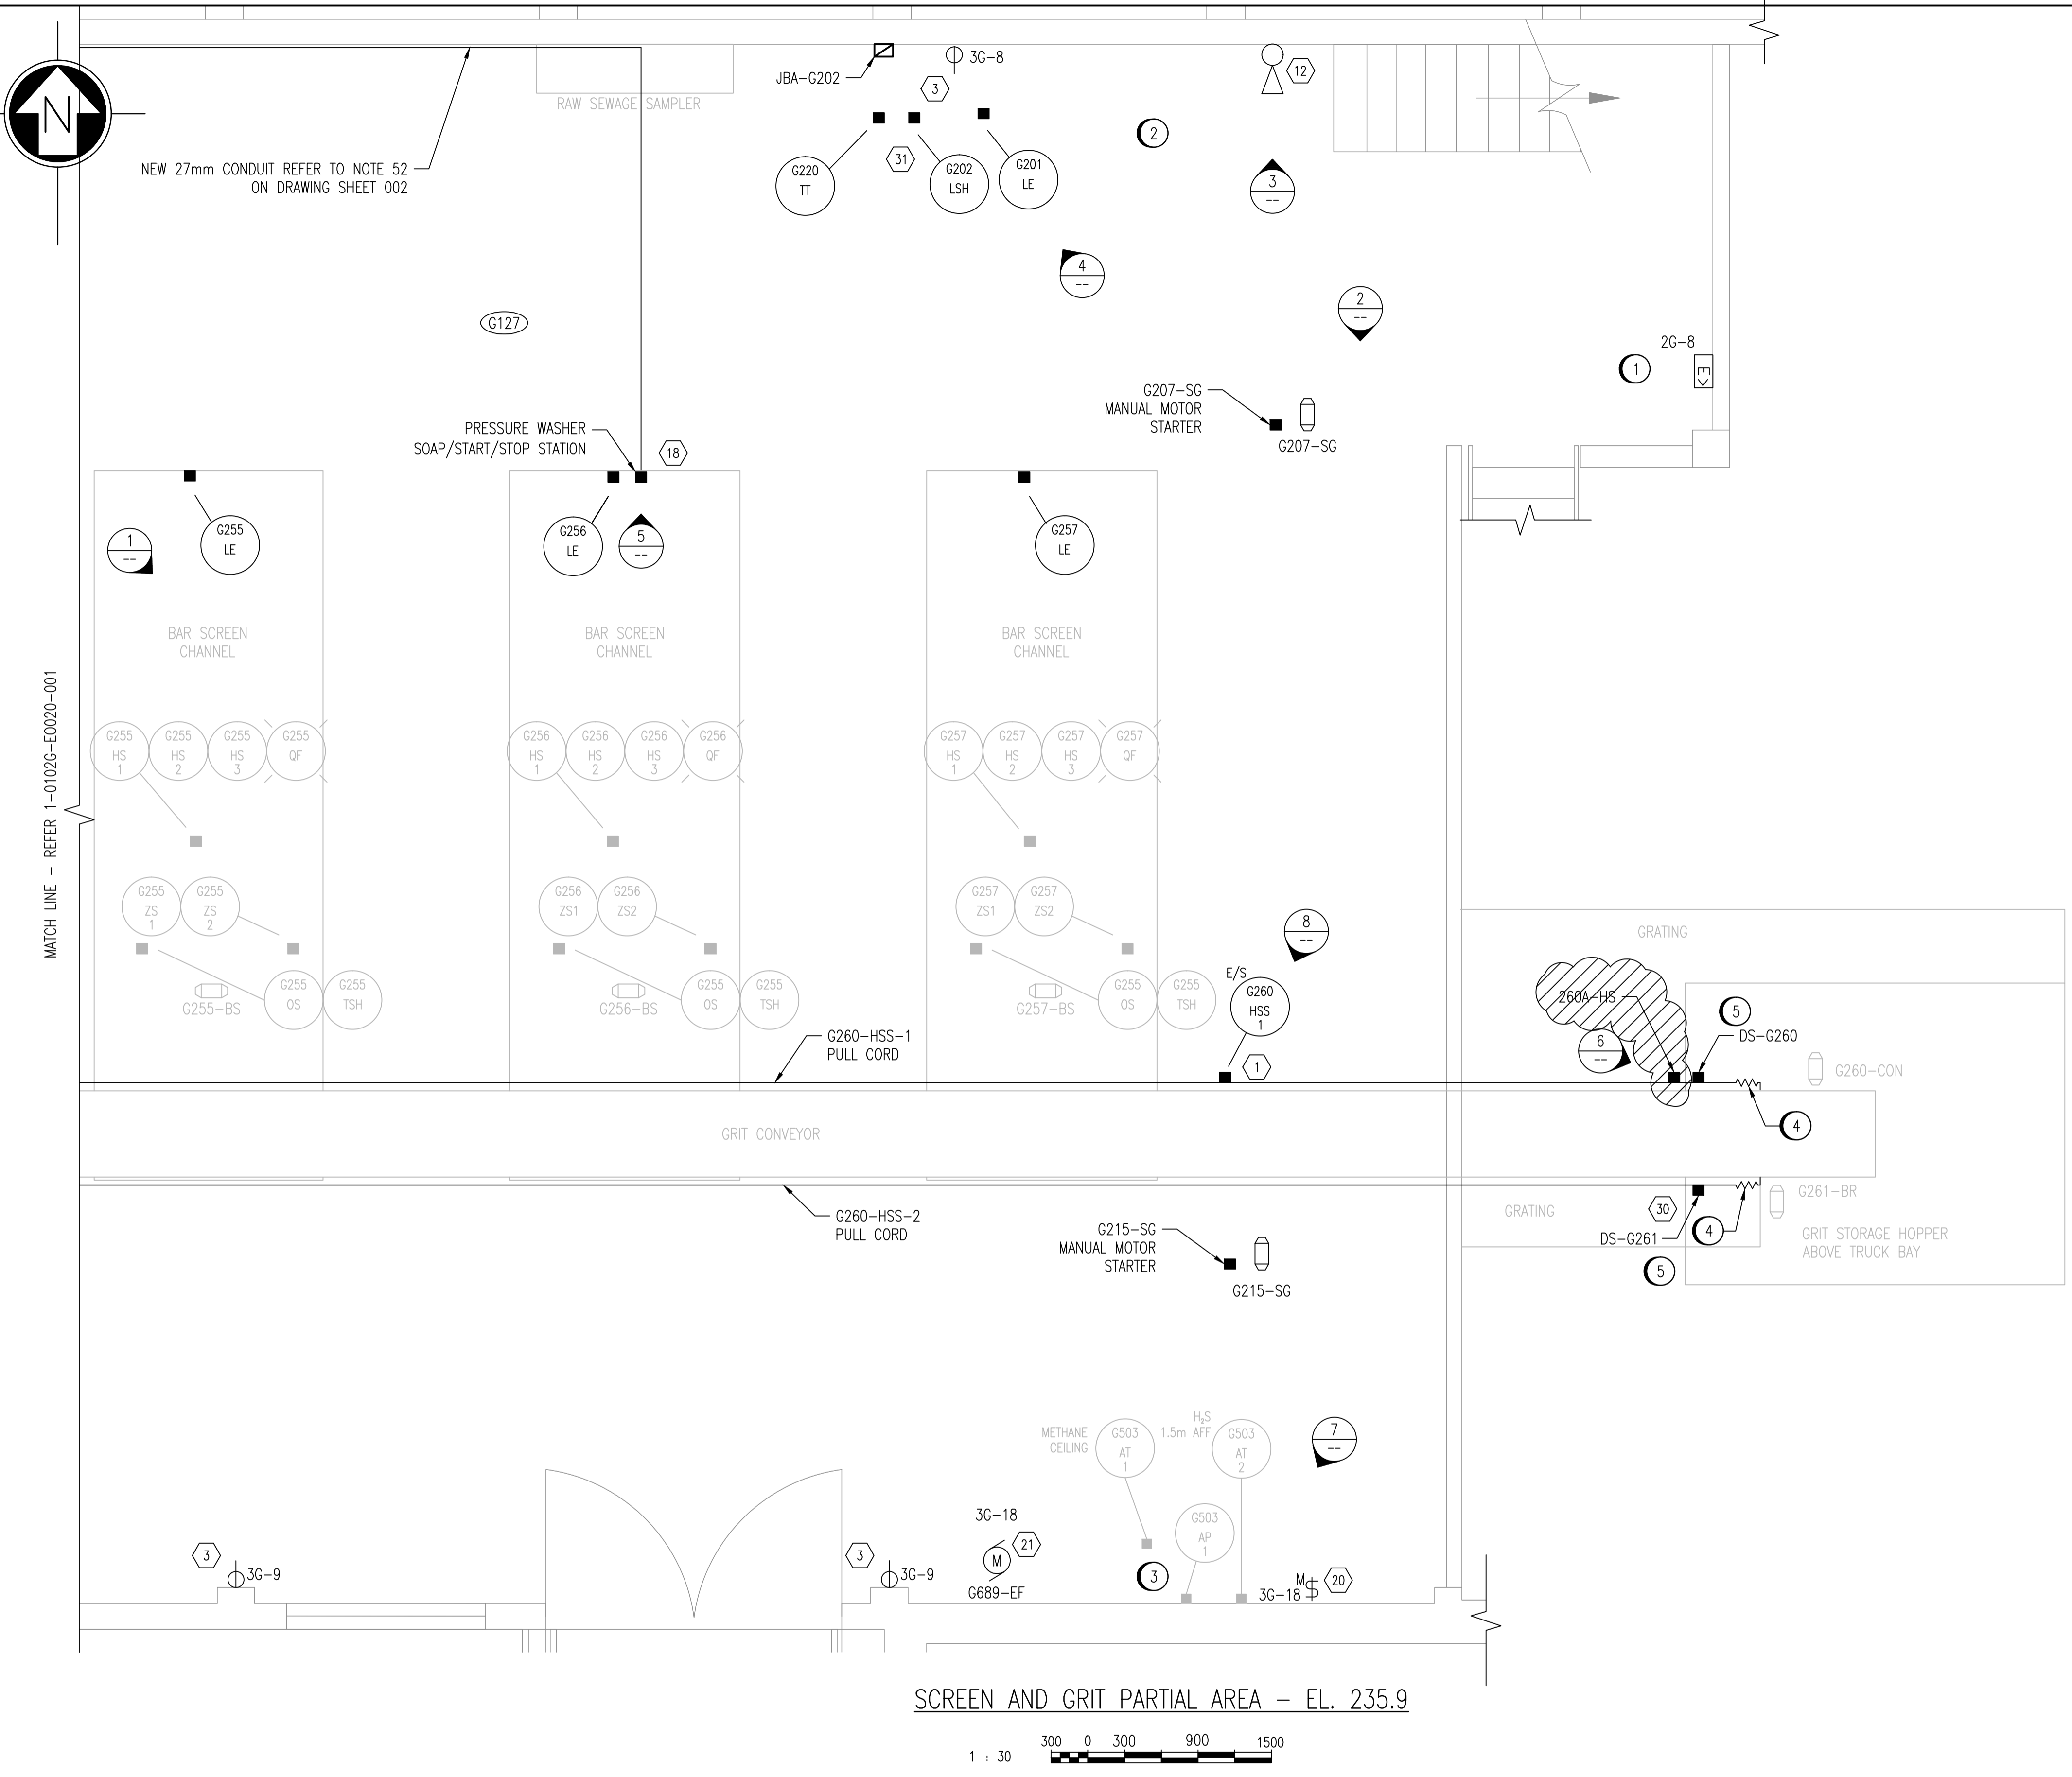 N
JBA-G202
3G-8
12
3
RAW SEWAGE SAMPLER
2
NEW 27mm CONDUIT REFER TO NOTE 52
ON DRAWING SHEET 002
31
G220
TT
G202
LSH
G201
LE
3
--
4
--
2
--
G127
2G-8
1
EV
G207-SG
MANUAL MOTOR
STARTER
G207-SG
PRESSURE WASHER
SOAP/START/STOP STATION
18
1
--
G255
LE
G256
LE
5
--
G257
LE
BAR SCREEN
CHANNEL
BAR SCREEN
CHANNEL
BAR SCREEN
CHANNEL
MATCH LINE - REFER 1-0102G-E0020-001
G255
HS
1
G255
HS
2
G255
HS
3
G255
QF
G256
HS
1
G256
HS
2
G256
HS
3
G256
QF
G257
HS
1
G257
HS
2
G257
HS
3
G257
QF
G255
ZS
1
G255
ZS
2
G256
ZS1
G256
ZS2
G257
ZS1
G257
ZS2
8
--
GRATING
G255-BS
G255
OS
G255
TSH
G256-BS
G255
OS
G255
TSH
G257-BS
G255
OS
G255
TSH
E/S
G260
HSS
1
260A-HS
5
DS-G260
6
--
G260-HSS-1
PULL CORD
1
G260-CON
4
GRIT CONVEYOR
G260-HSS-2
PULL CORD
G215-SG
MANUAL MOTOR
STARTER
G215-SG
GRATING
30
DS-G261
4
5
G261-BR
GRIT STORAGE HOPPER
ABOVE TRUCK BAY
METHANE
CEILING
G503
AT
1
H₂S
1.5m AFF
G503
AT
2
7
--
3G-18
21
M
G689-EF
G503
AP
1
3
3
3G-9
3
3G-9
3G-18
M
$
20
SCREEN AND GRIT PARTIAL AREA - EL. 235.9
1 : 30
300 0 300 900 1500